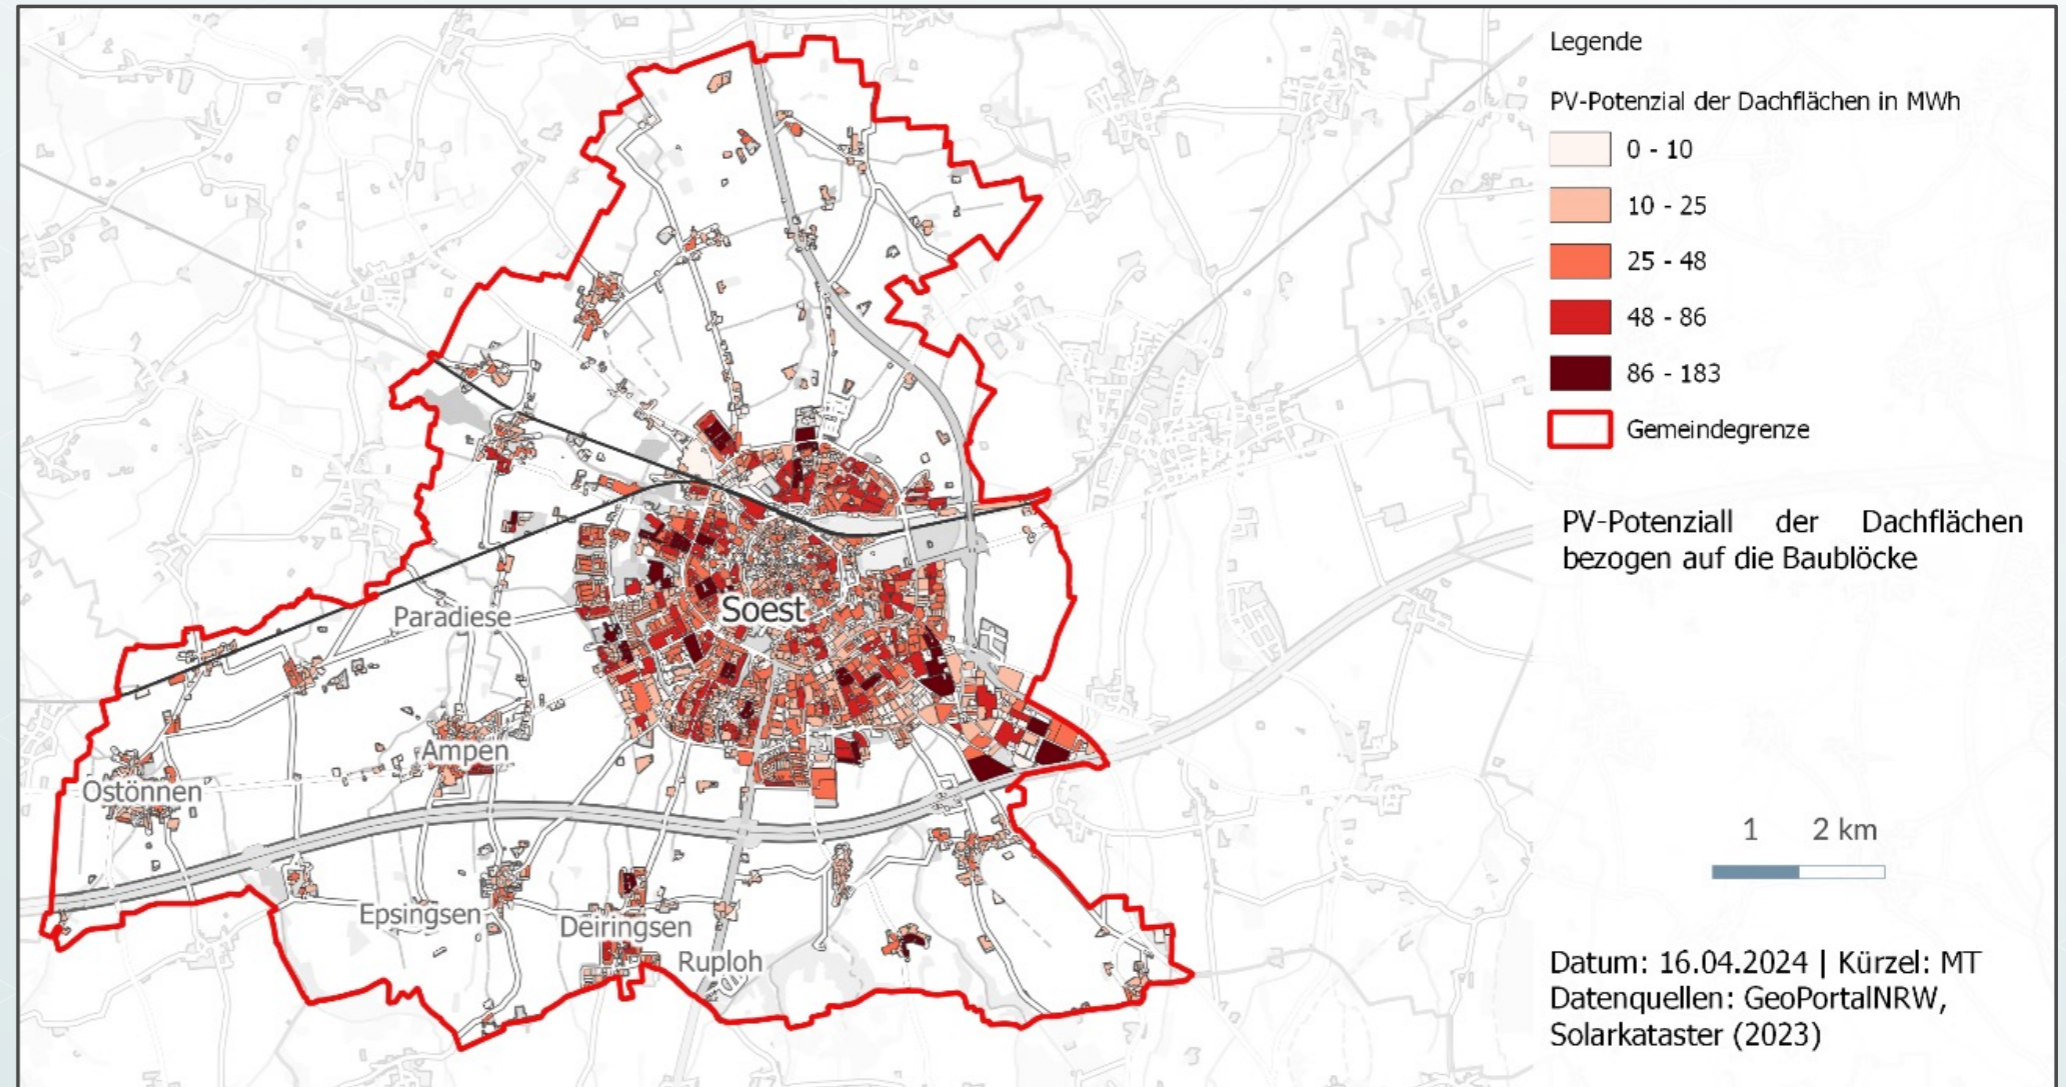 Legende
PV-Potenzial der Dachflächen in MWh
0 - 10
10 - 25
25 - 48
48 - 86
86 - 183
Gemeindegrenze
PV-Potenziall der Dachflächen
bezogen auf die Baublöcke
Paradiese
Soest
Ampen
Ostönnen
Epsingsen
Deiringsen
Ruploh
1 2 km
Datum: 16.04.2024 | Kürzel: MT
Datenquellen: GeoPortalNRW,
Solarkataster (2023)